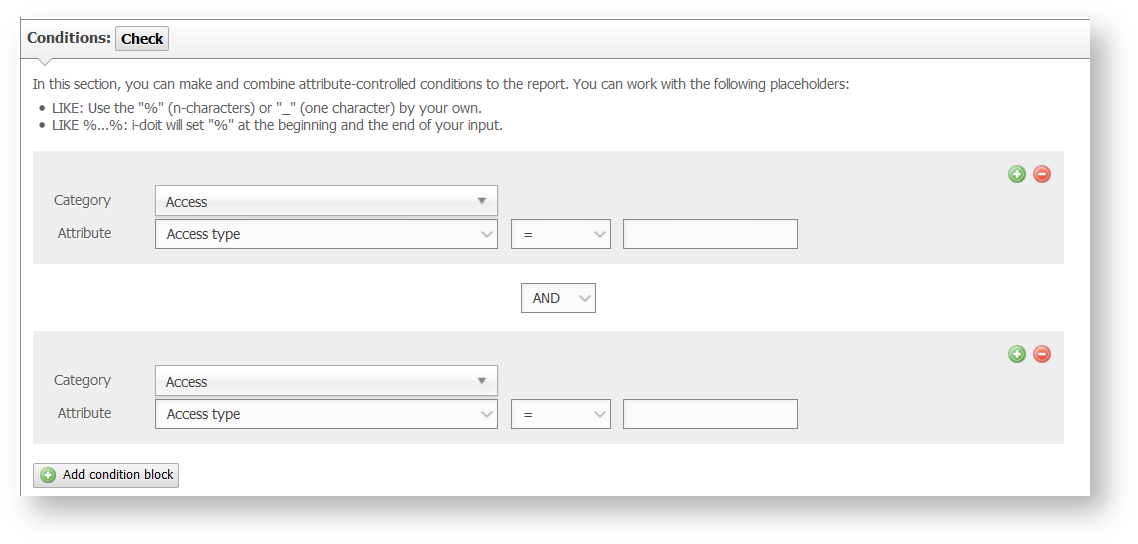 Conditions: Check
In this section, you can make and combine attribute-controlled conditions to the report. You can work with the following placeholders:
• LIKE: Use the "%" (n-characters) or "_" (one character) by your own.
• LIKE %...%: i-doit will set "%" at the beginning and the end of your input.
Category Access
Attribute Access type =
AND
Category Access
Attribute Access type =
Add condition block